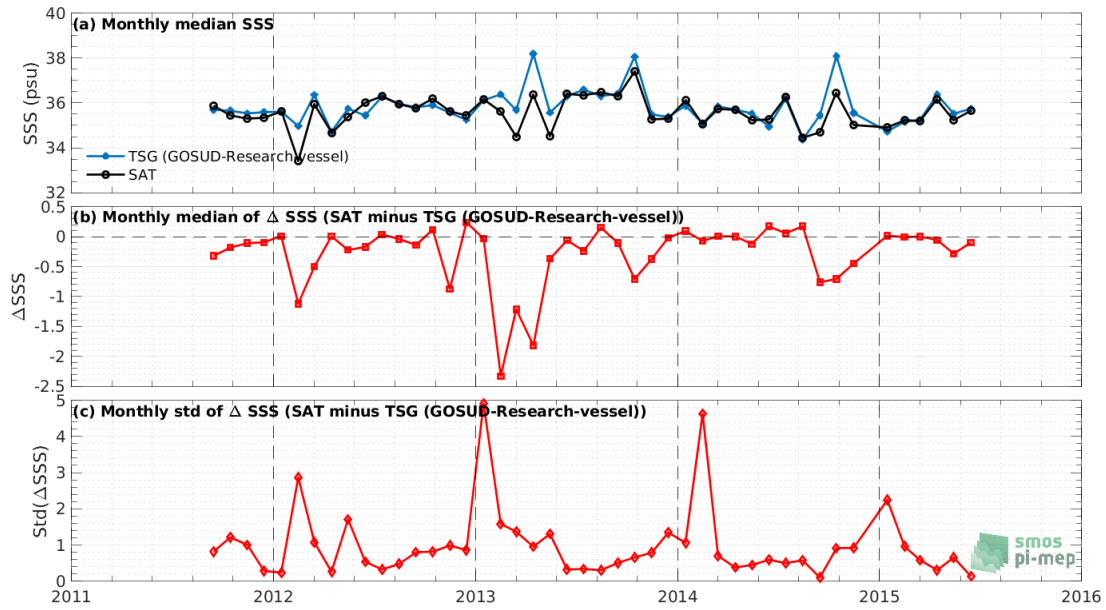 (a) Monthly median SSS
40
38
36
34
32
SSS (psu)
TSG (GOSUD-Research-vessel)
SAT
(b) Monthly median of Δ SSS (SAT minus TSG (GOSUD-Research-vessel))
0.5
0
-0.5
-1
-1.5
-2
-2.5
ΔSSS
(c) Monthly std of Δ SSS (SAT minus TSG (GOSUD-Research-vessel))
5
4
3
2
1
0
Std(ΔSSS)
smos
pi-mep
2011 2012 2013 2014 2015 2016